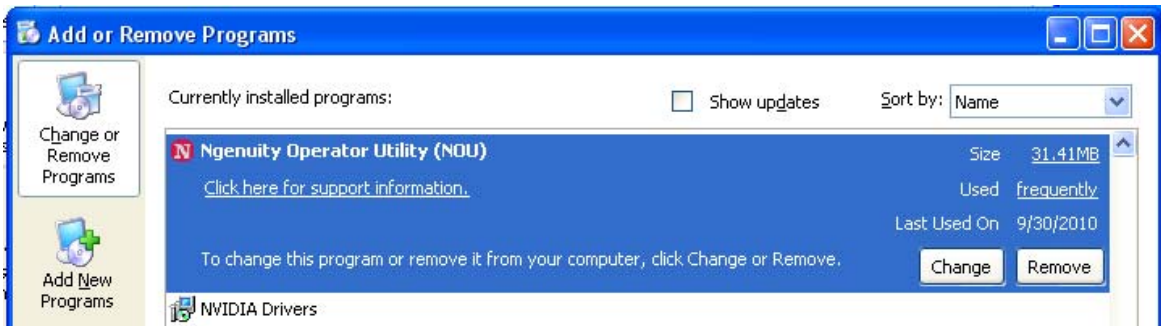 Add or Remove Programs
Change or
Remove
Programs
Add New
Programs
Currently installed programs:
Show updates
Sort by: Name
N Ngenuity Operator Utility (NOU)
Size 31.41MB
Click here for support information.
Used frequently
Last Used On 9/30/2010
To change this program or remove it from your computer, click Change or Remove.
Change Remove
NVIDIA Drivers